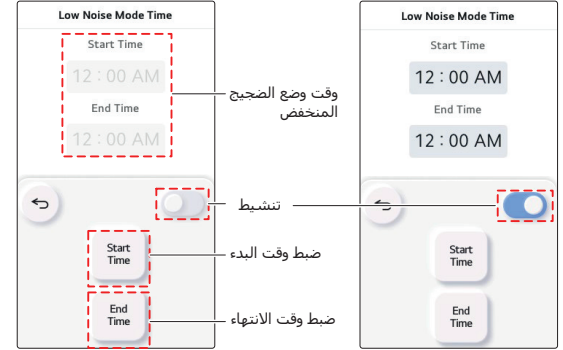 Low Noise Mode Time
Start Time
12 : 00 AM
End Time
12 : 00 AM
Start
Time
End
Time
وقت وضع الضجيج
المنخفض
تنشيط
ضبط وقت البدء
ضبط وقت الانتهاء
Low Noise Mode Time
Start Time
12 : 00 AM
End Time
12 : 00 AM
Start
Time
End
Time